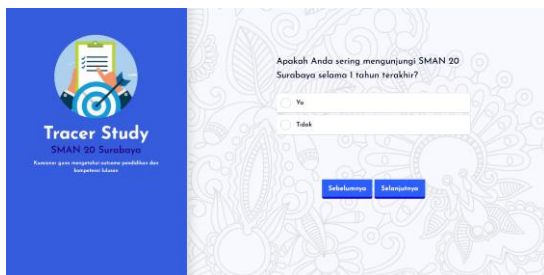 Tracer Study
SMAN 20 Surabaya
Kuesioner guna mengetahui outcome pendidikan dan
kompetensi lulusan
Apakah Anda sering mengunjungi SMAN 20
Surabaya selama 1 tahun terakhir?
Ya
Tidak
Sebelumnya
Selanjutnya